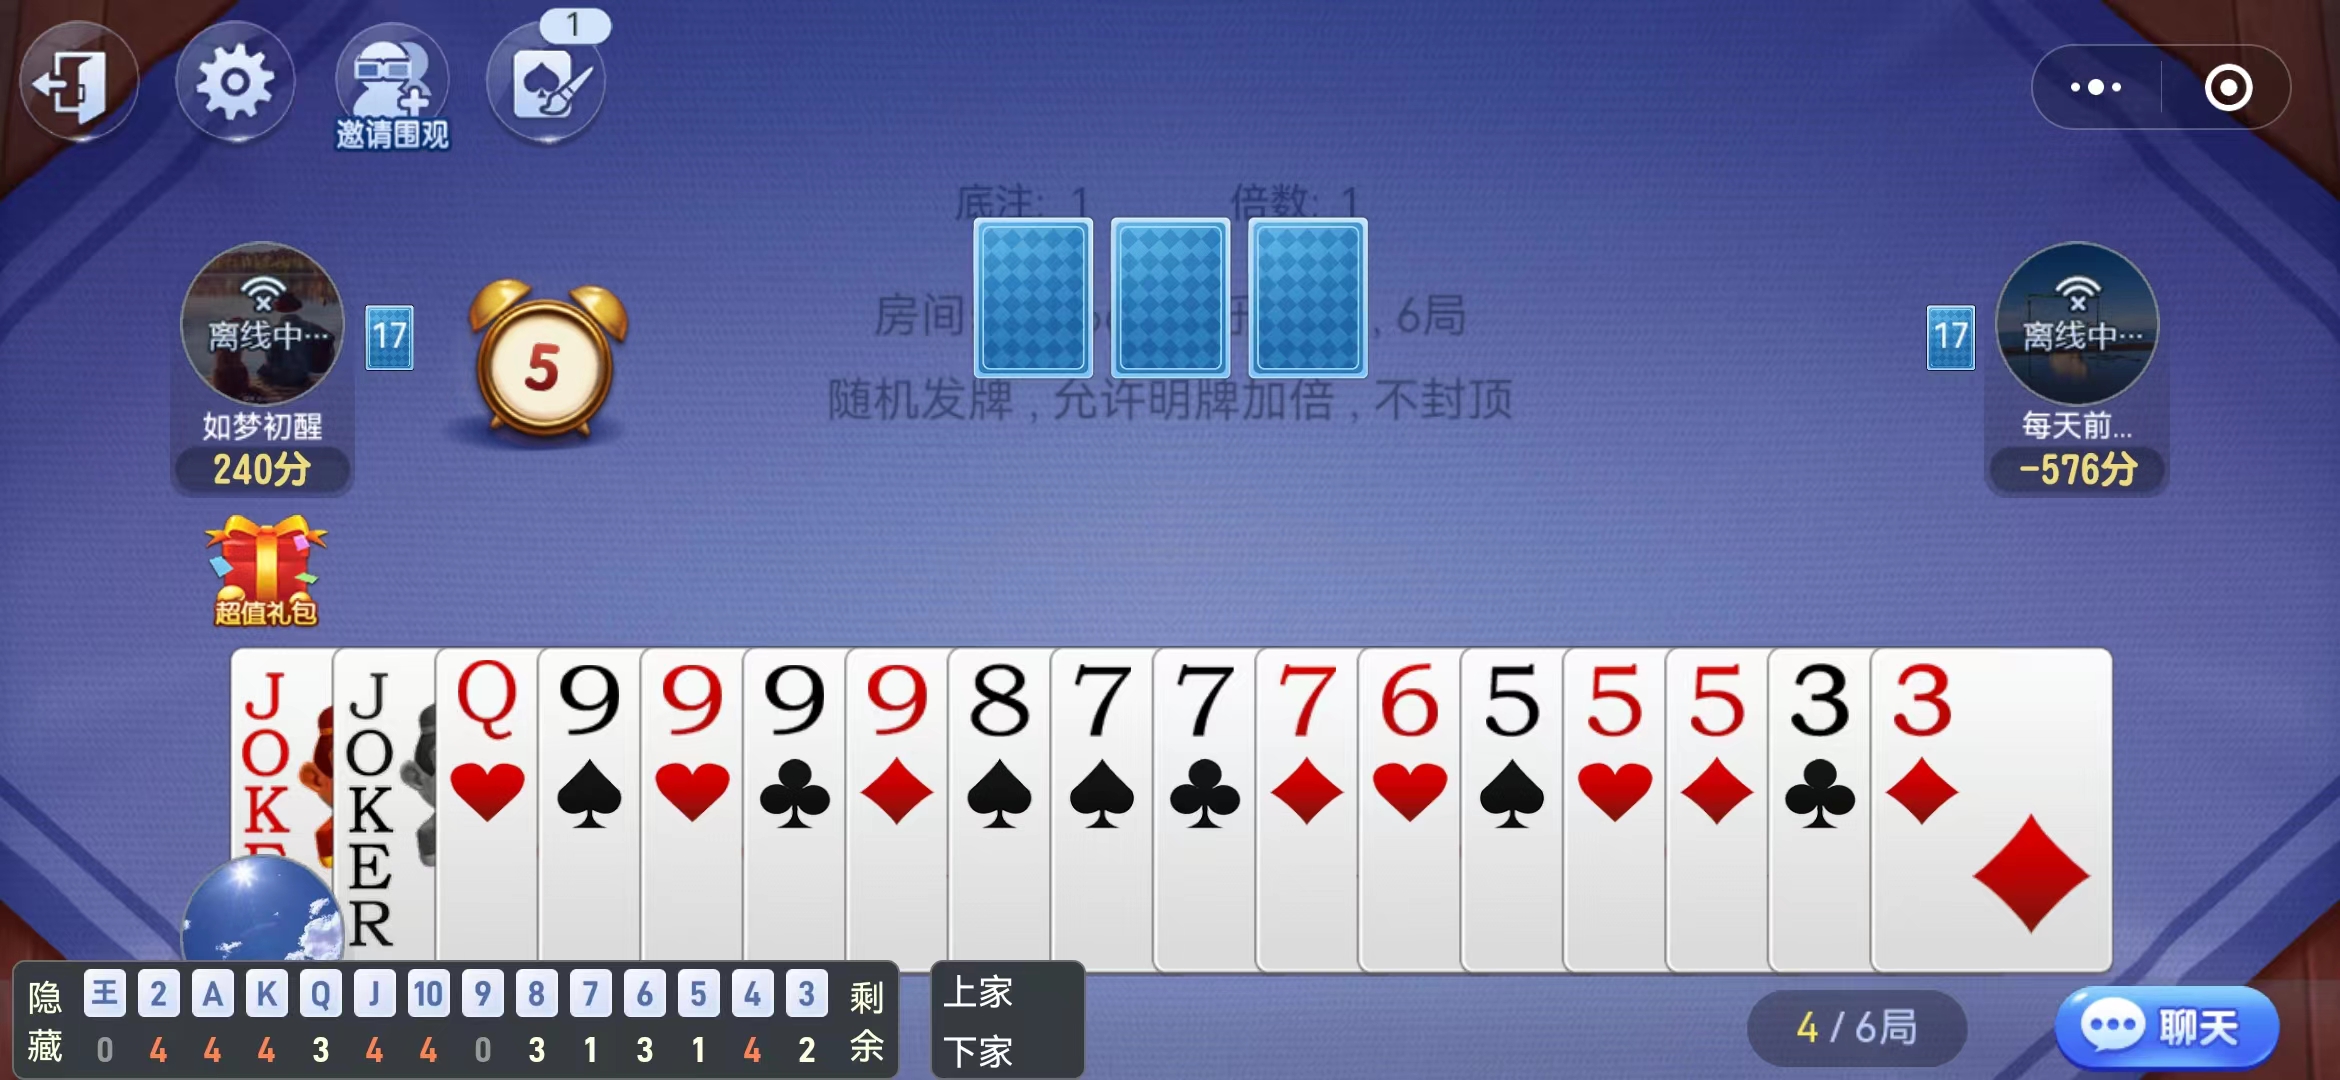 1
邀请围观
底注: 1 倍数: 1
房间
, 6局
随机发牌 , 允许明牌加倍 , 不封顶
离线中…
17
5
17
离线中…
如梦初醒
240分
每天前...
-576分
超值礼包
JOKE
JOKER
Q 9 9 9 9 8 7 7 7 6 5 5 5 3 3
隐藏
王 2 A K Q J 10 9 8 7 6 5 4 3
0 4 4 4 3 4 4 0 3 1 3 1 4 2
剩余
上家
下家
4 / 6局
聊天